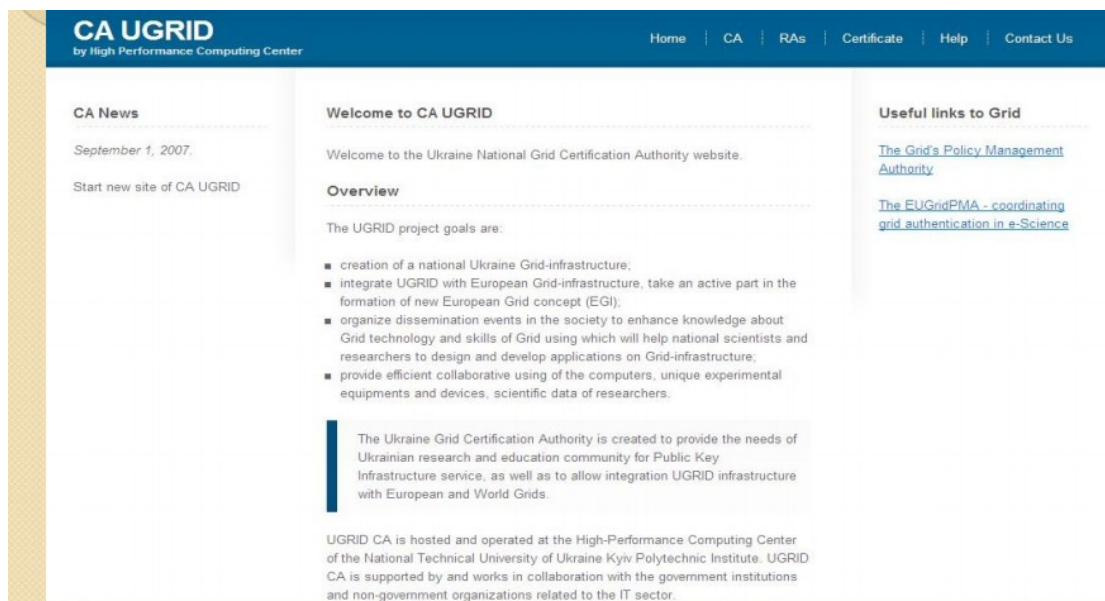 CA UGRID
by High Performance Computing Center
Home
CA
RAs
Certificate
Help
Contact Us
CA News
September 1, 2007.
Start new site of CA UGRID
Welcome to CA UGRID
Welcome to the Ukraine National Grid Certification Authority website.
Overview
The UGRID project goals are:
creation of a national Ukraine Grid-infrastructure;
integrate UGRID with European Grid-infrastructure, take an active part in the
formation of new European Grid concept (EGI);
organize dissemination events in the society to enhance knowledge about
Grid technology and skills of Grid using which will help national scientists and
researchers to design and develop applications on Grid-infrastructure;
provide efficient collaborative using of the computers, unique experimental
equipments and devices, scientific data of researchers.
The Ukraine Grid Certification Authority is created to provide the needs of
Ukrainian research and education community for Public Key
Infrastructure service, as well as to allow integration UGRID infrastructure
with European and World Grids.
UGRID CA is hosted and operated at the High-Performance Computing Center
of the National Technical University of Ukraine Kyiv Polytechnic Institute. UGRID
CA is supported by and works in collaboration with the government institutions
and non-government organizations related to the IT sector.
Useful links to Grid
The Grid's Policy Management
Authority
The EUGridPMA - coordinating
grid authentication in e-Science